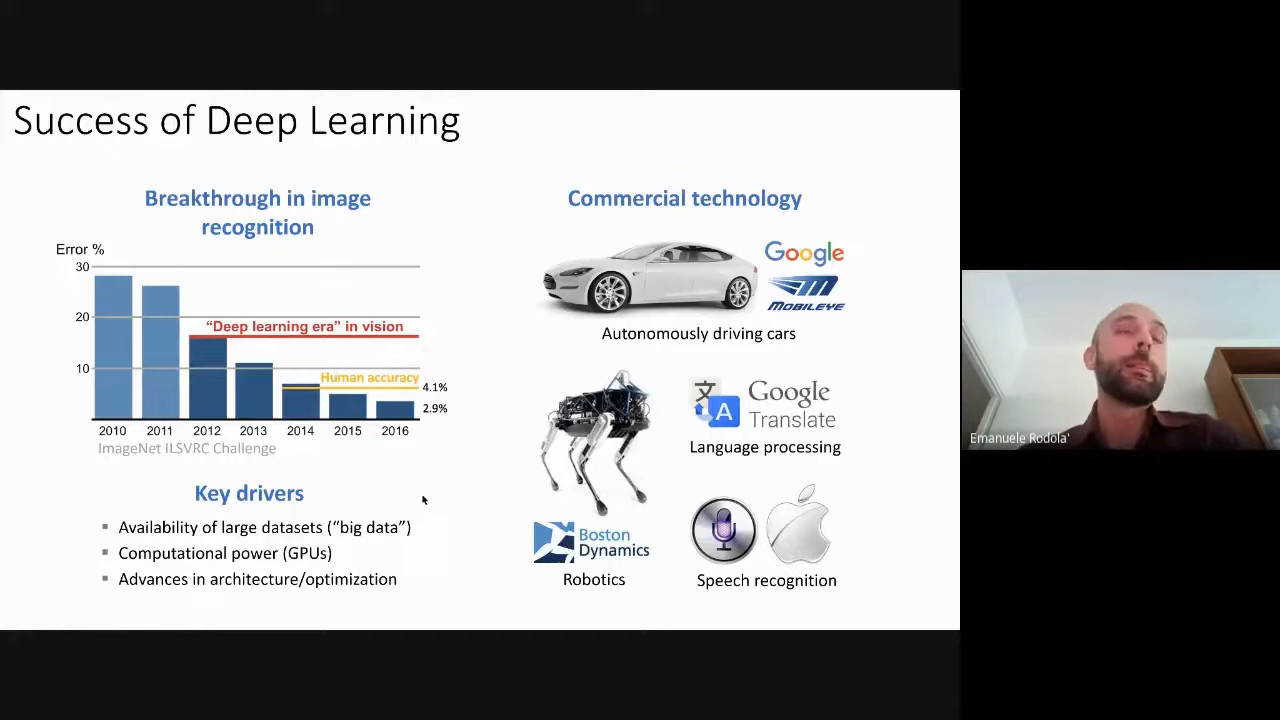 Success of Deep Learning
Breakthrough in image
recognition
Error %
30
20
10
“Deep learning era” in vision
Human accuracy
4.1%
2.9%
2010 2011 2012 2013 2014 2015 2016
ImageNet ILSVRC Challenge
Key drivers
▪ Availability of large datasets (“big data”)
▪ Computational power (GPUs)
▪ Advances in architecture/optimization
Commercial technology
Google
MOBILEYE
Autonomously driving cars
文
A
Google
Translate
Language processing
Boston
Dynamics
Robotics
Speech recognition
Emanuele Rodola'